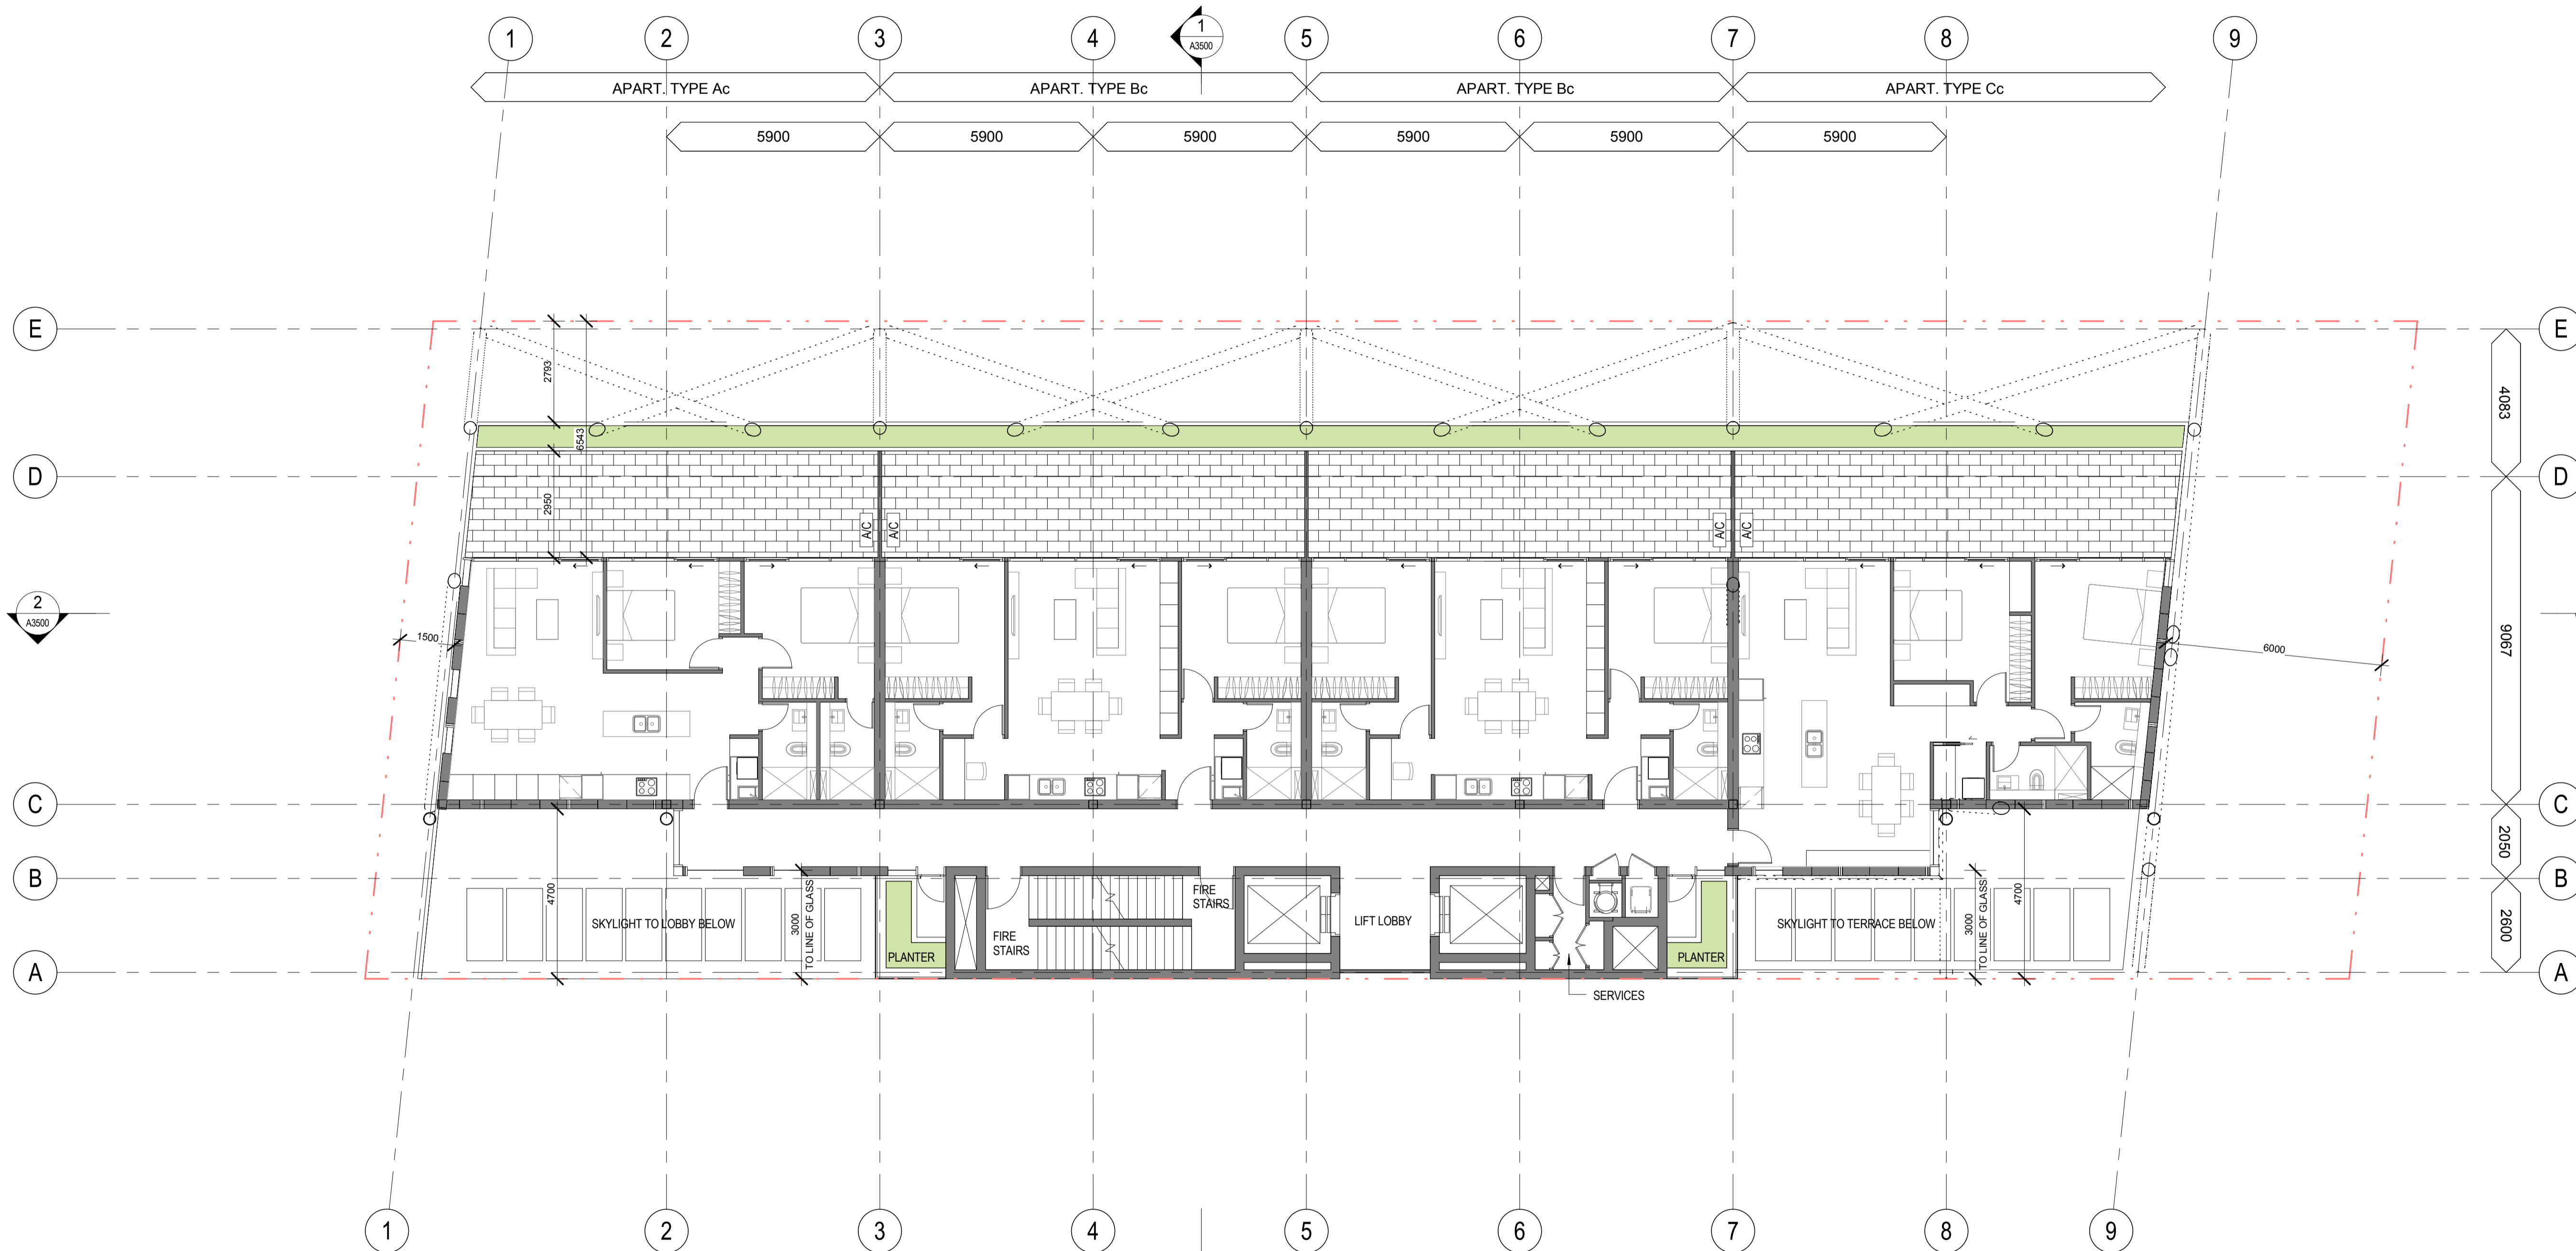 1 2 3 4 5 6 7 8 9
1
A3500
APART. TYPE Ac APART. TYPE Bc APART. TYPE Bc APART. TYPE Cc
5900 5900 5900 5900 5900 5900
E E
2793
6543
4083
D D
2950
A/C A/C A/C A/C
2
A3500
1500
6000
9067
C C
2050
B B
4700
SKYLIGHT TO LOBBY BELOW
3000
TO LINE OF GLASS
PLANTER
FIRE
STAIRS
FIRE
STAIRS
LIFT LOBBY
PLANTER
SKYLIGHT TO TERRACE BELOW
3000
TO LINE OF GLASS
4700
2600
A A
SERVICES
1 2 3 4 5 6 7 8 9